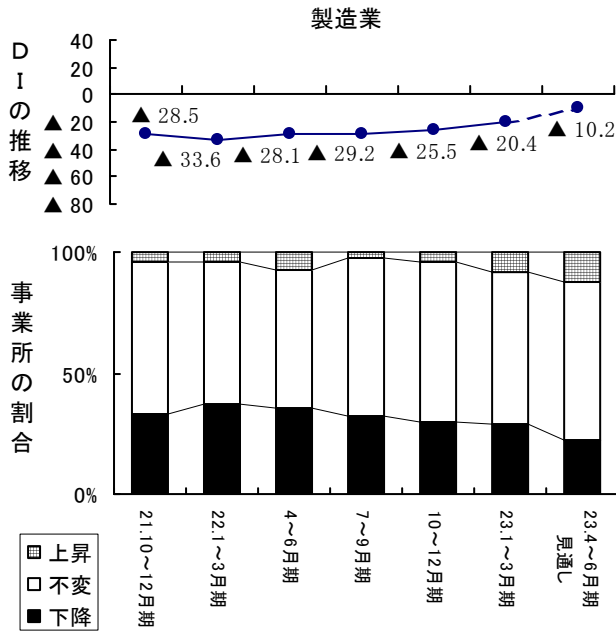 製造業
DIの推移
40
20
0
▲ 20
▲ 40
▲ 60
▲ 80
▲ 28.5
▲ 33.6
▲ 28.1
▲ 29.2
▲ 25.5
▲ 20.4
▲ 10.2
事業所の割合
100%
50%
0%
21.10～12月期
22.1～3月期
4～6月期
7～9月期
10～12月期
23.1～3月期
23.4～6月期
見通し
上昇
不変
下降